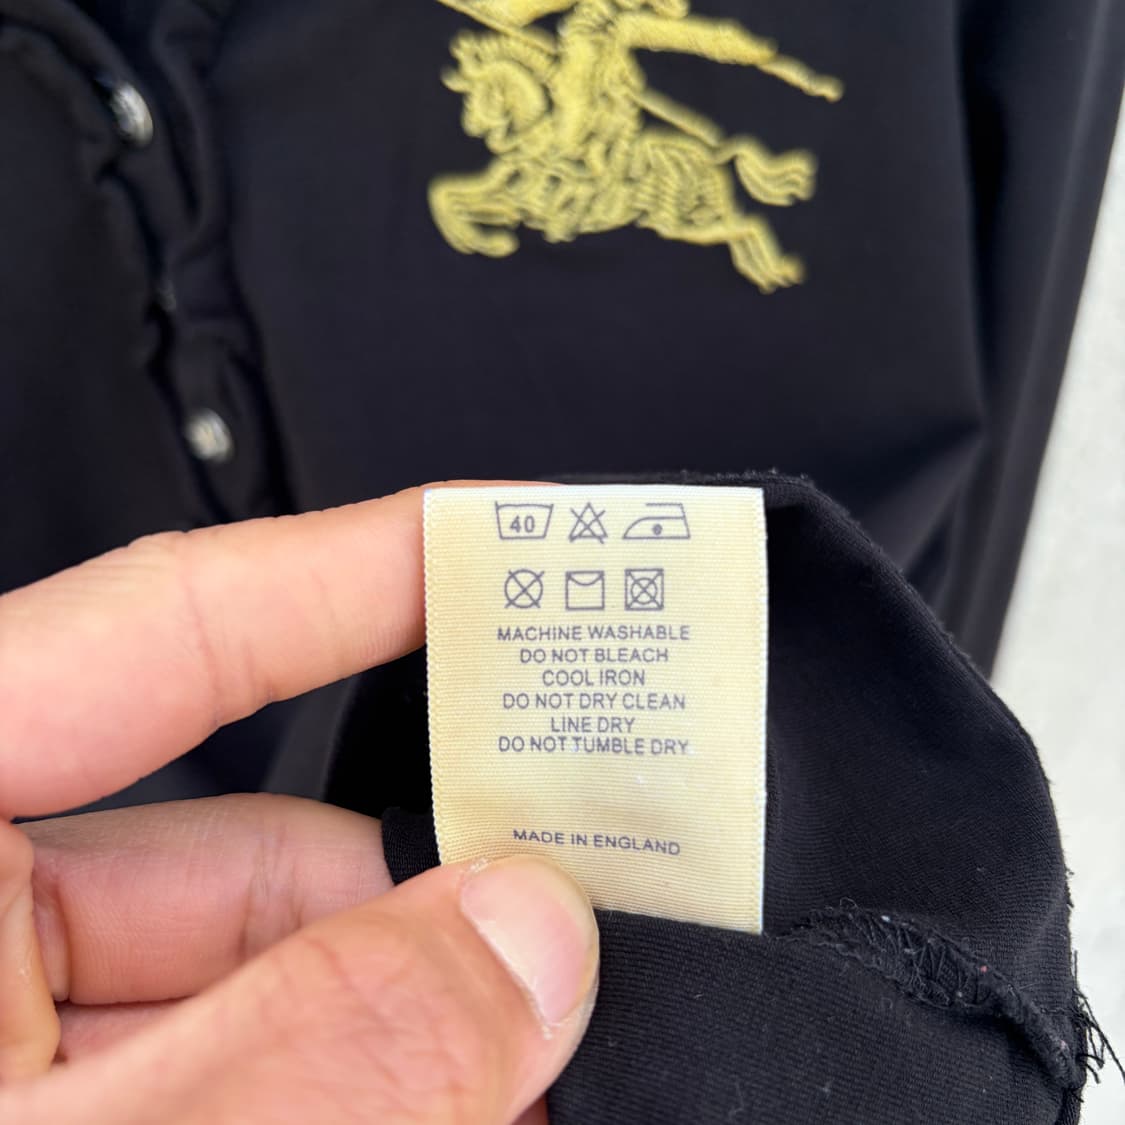 40
MACHINE WASHABLE
DO NOT BLEACH
COOL IRON
DO NOT DRY CLEAN
LINE DRY
DO NOT TUMBLE DRY
MADE IN ENGLAND